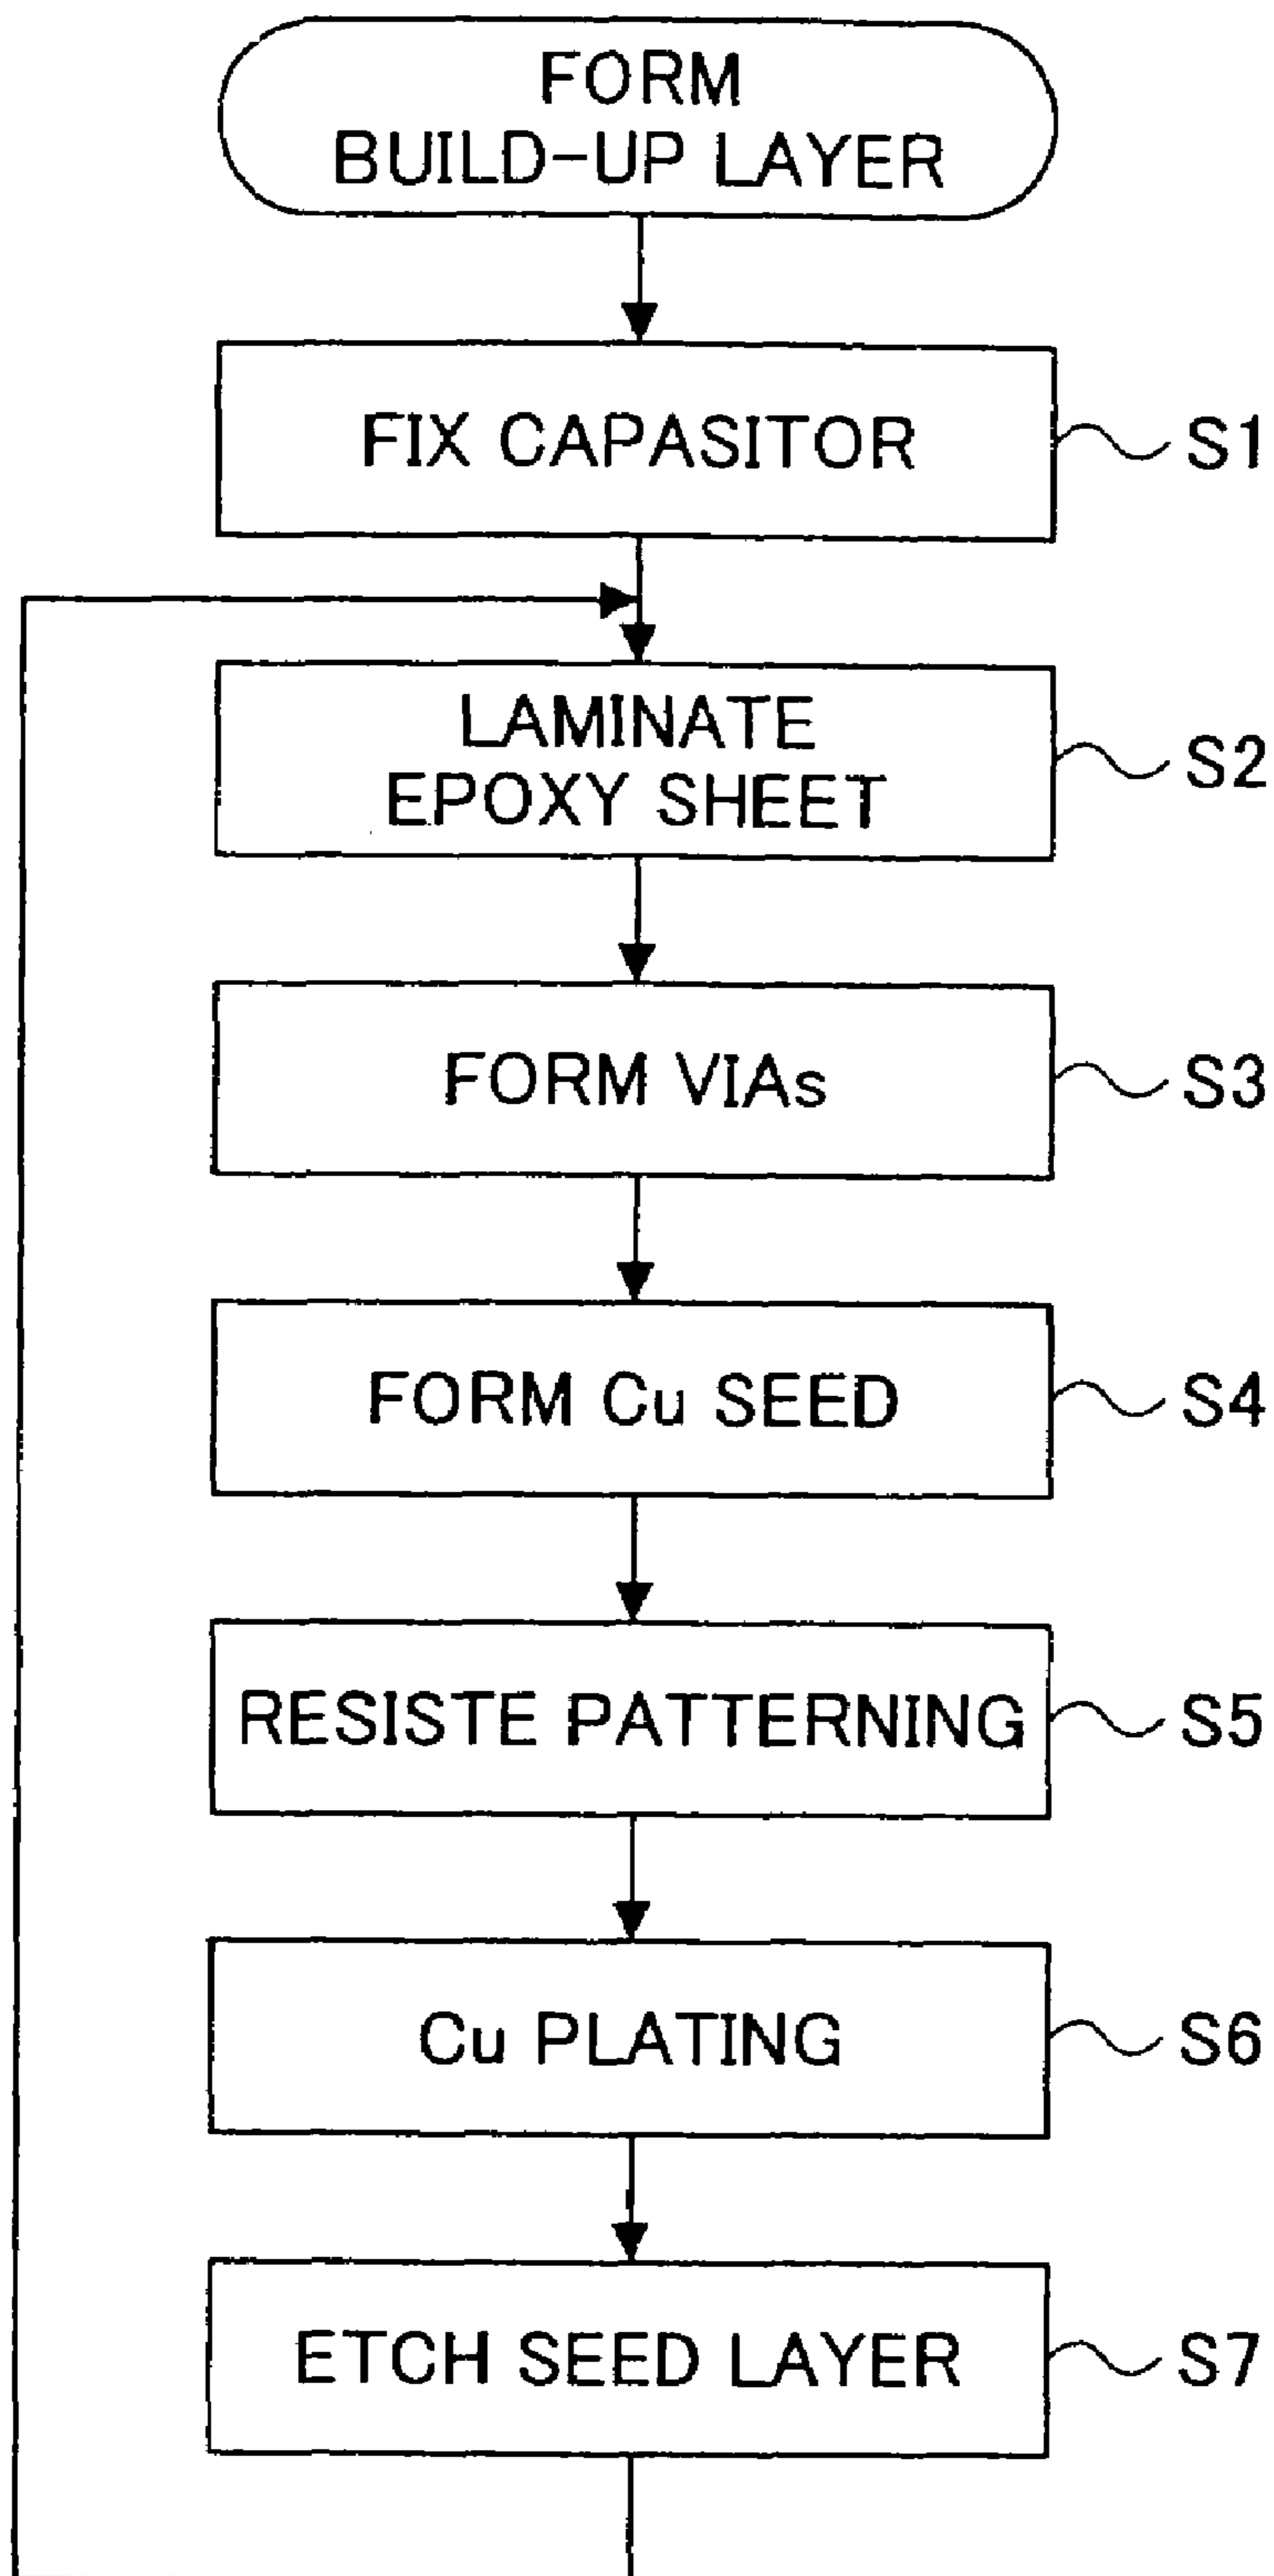 FORM
BUILD-UP LAYER
FIX CAPASITOR
S1
LAMINATE
EPOXY SHEET
S2
FORM VIAs
S3
FORM Cu SEED
S4
RESISTE PATTERNING
S5
Cu PLATING
S6
ETCH SEED LAYER
S7